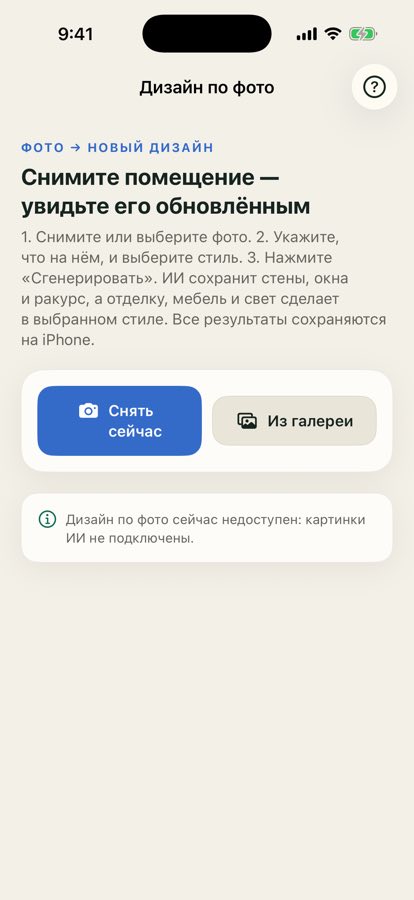 9:41
Дизайн по фото
?
ФОТО → НОВЫЙ ДИЗАЙН
Снимите помещение —
увидьте его обновлённым
1. Снимите или выберите фото. 2. Укажите,
что на нём, и выберите стиль. 3. Нажмите
«Сгенерировать». ИИ сохранит стены, окна
и ракурс, а отделку, мебель и свет сделает
в выбранном стиле. Все результаты сохраняются
на iPhone.
Снять
сейчас
Из галереи
Дизайн по фото сейчас недоступен: картинки
ИИ не подключены.